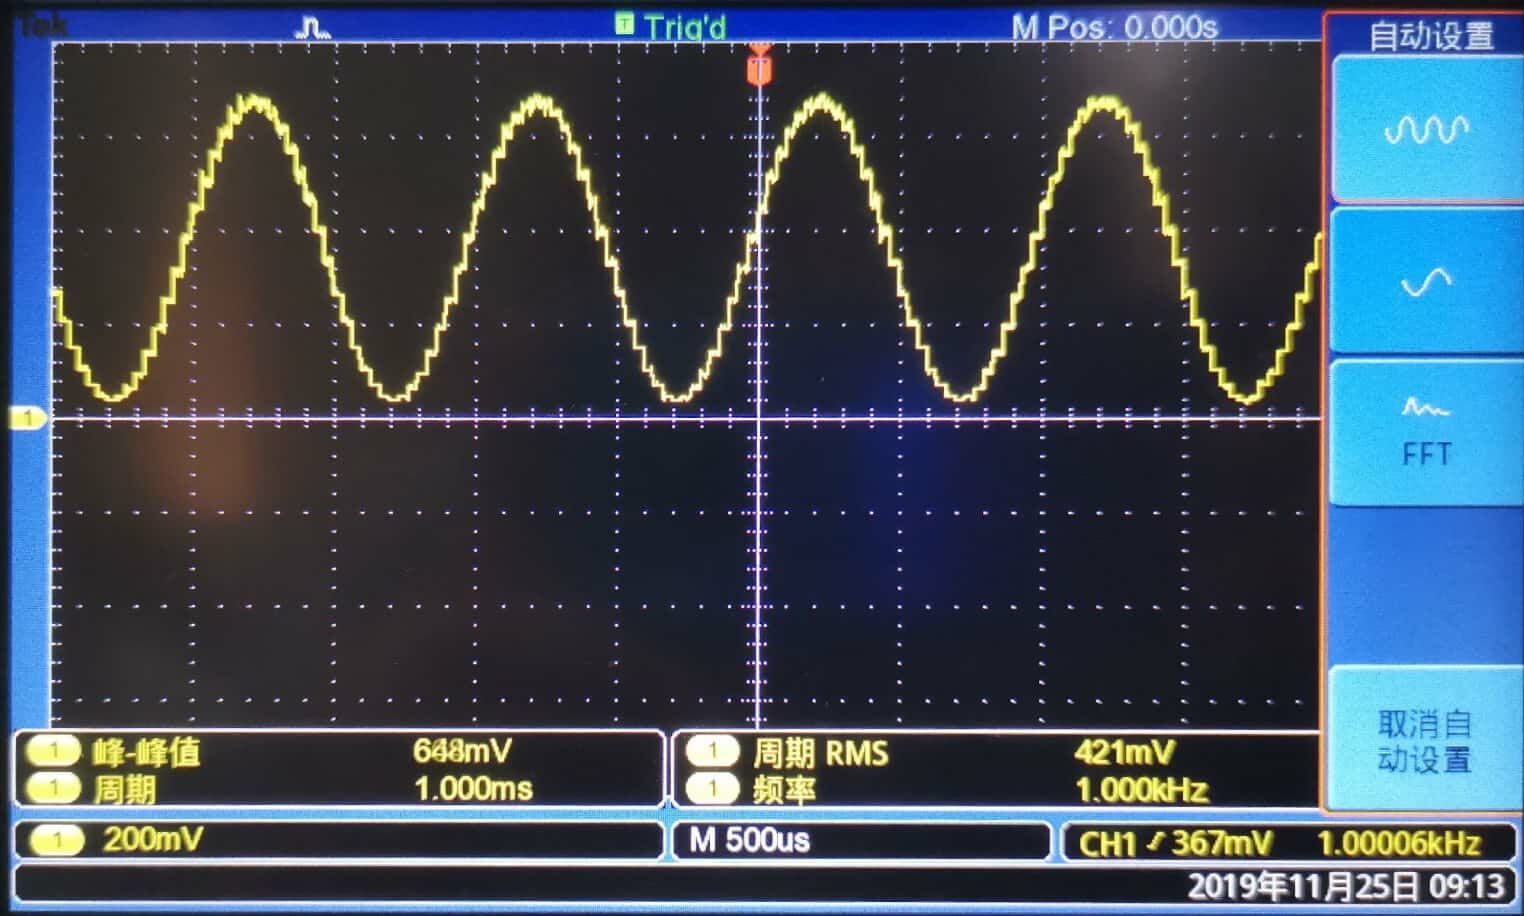 Tek
T Trig'd
M Pos: 0.000s
自动设置
T
FFT
1
取消自
动设置
1 峰-峰值 648mV
1 周期 1.000ms
1 周期 RMS 421mV
1 频率 1.000kHz
1 200mV
M 500us
CH1 367mV 1.00006kHz
2019年11月25日 09:13